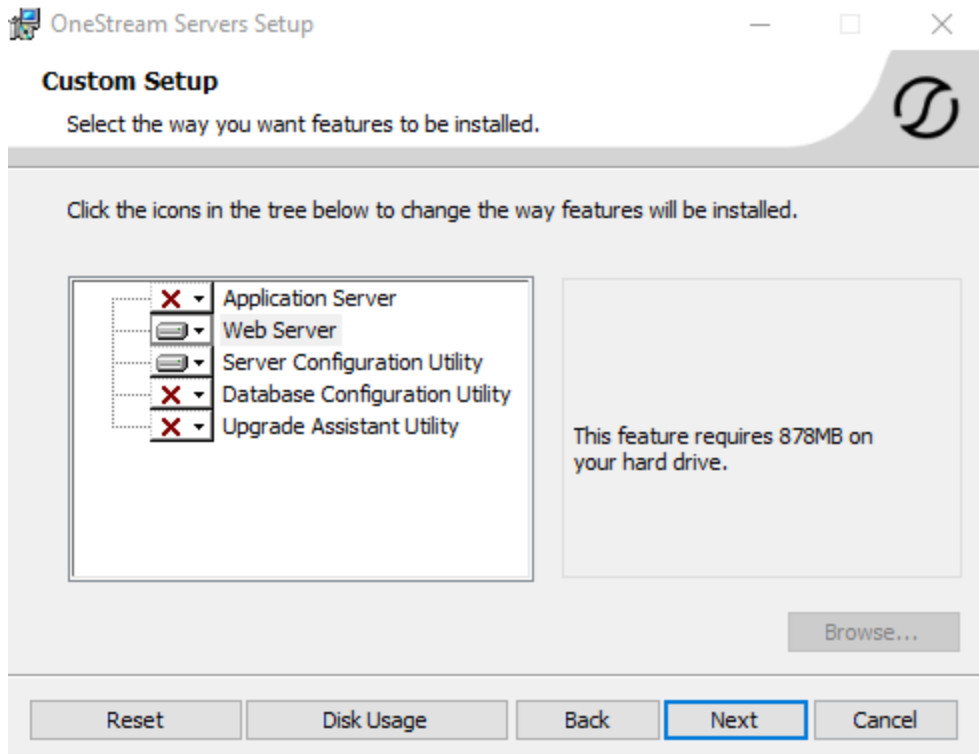 OneStream Servers Setup
Custom Setup
Select the way you want features to be installed.
Click the icons in the tree below to change the way features will be installed.
Application Server
Web Server
Server Configuration Utility
Database Configuration Utility
Upgrade Assistant Utility
This feature requires 878MB on
your hard drive.
Browse...
Reset
Disk Usage
Back
Next
Cancel